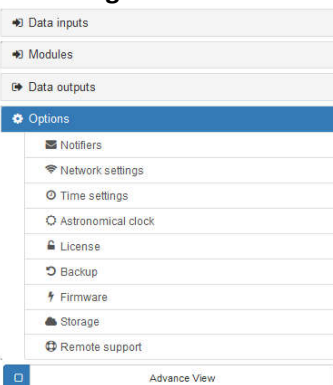 Data inputs
Modules
Data outputs
Options
Notifiers
Network settings
Time settings
Astronomical clock
License
Backup
Firmware
Storage
Remote support
Advance View